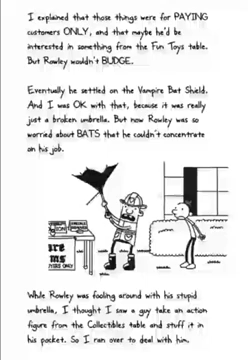 I explained that those things were for PAYING
customers ONLY, and that maybe he'd be
interested in something from the Fun Toys table.
But Rowley wouldn't BUDGE.
Eventually he settled on the Vampire Bat Shield.
And I was OK with that, because it was really
just a broken umbrella. But now Rowley was so
worried about BATS that he couldn't concentrate
on his job.
While Rowley was fooling around with his stupid
umbrella, I thought I saw a guy take an action
figure from the Collectibles table and stuff it in
his pocket. So I ran over to deal with him.